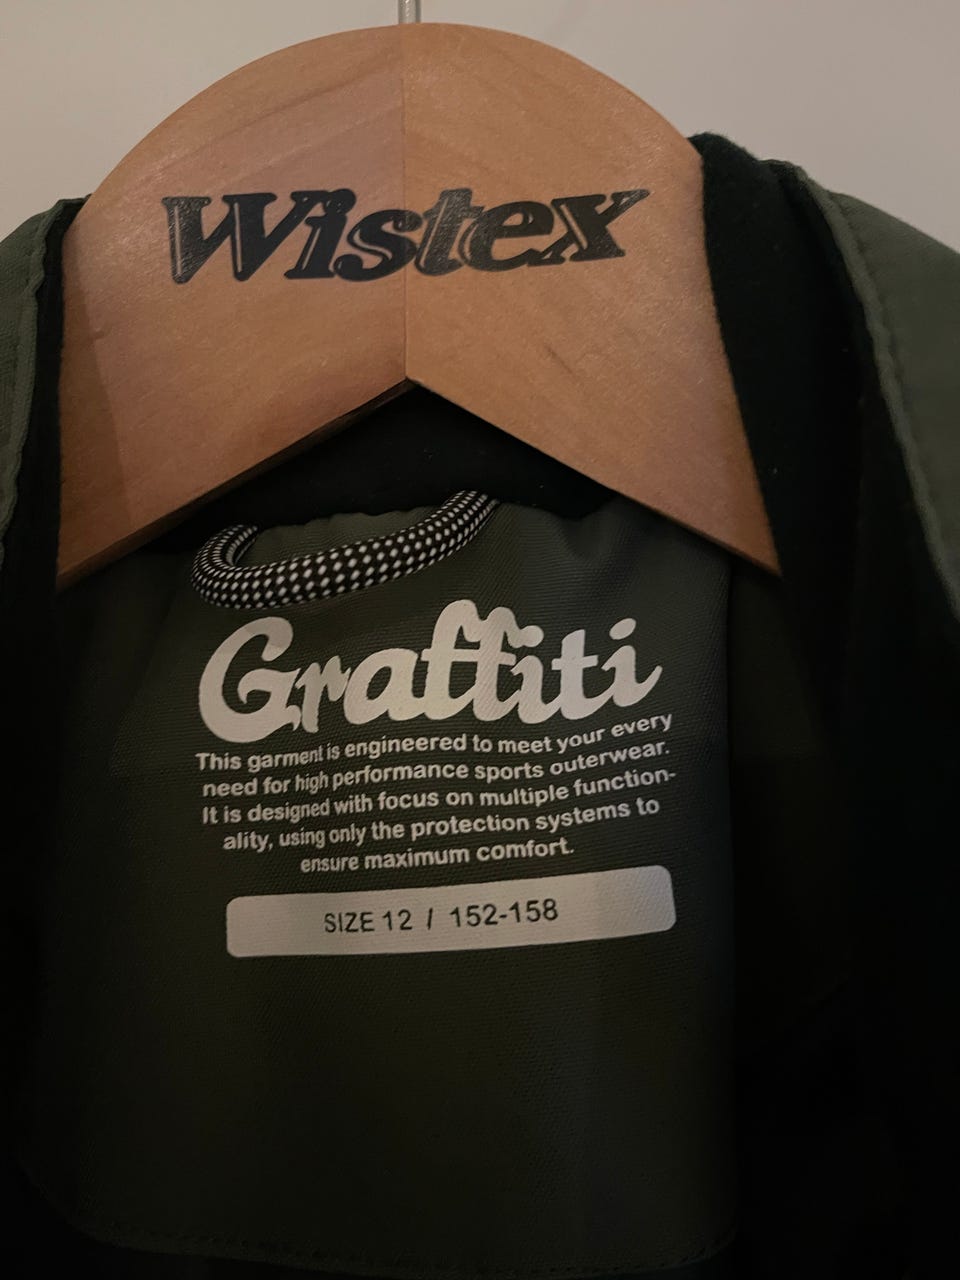 Wistex
Graffiti
This garment is engineered to meet your every
need for high performance sports outerwear.
It is designed with focus on multiple function-
ality, using only the protection systems to
ensure maximum comfort.
SIZE 12 / 152-158